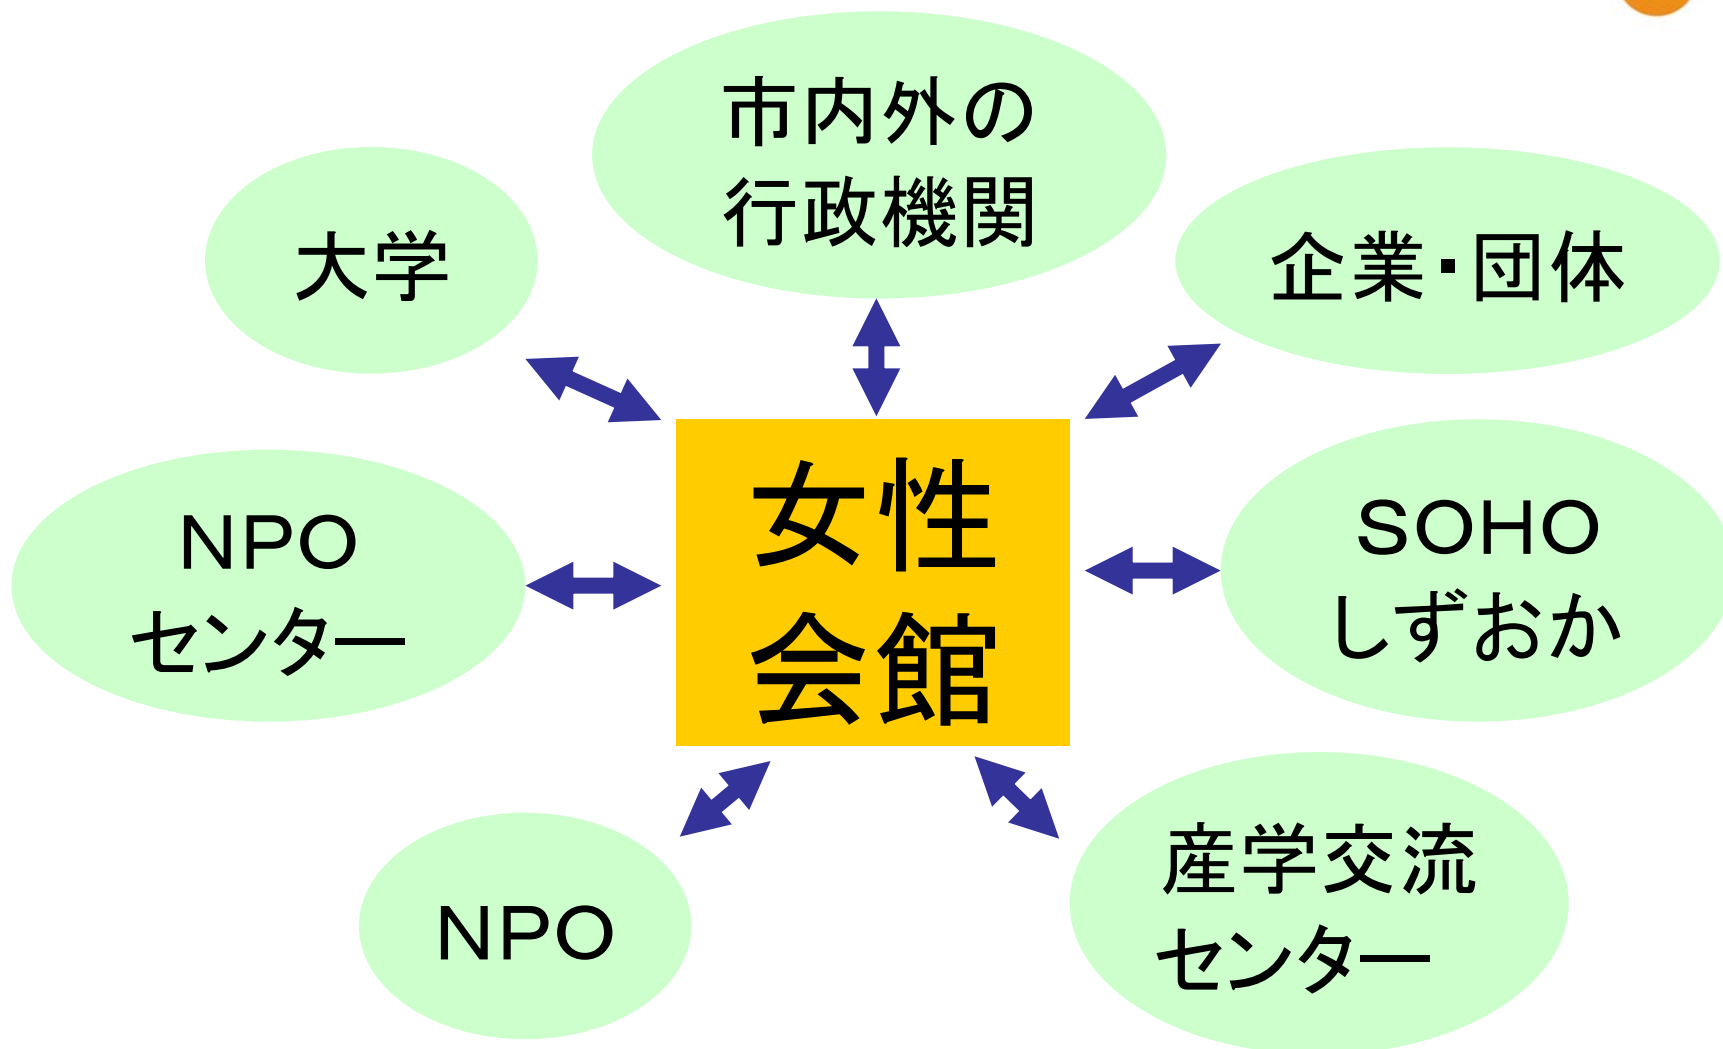 市内外の
行政機関
大学
企業・団体
女性
会館
NPO
センター
SOHO
しずおか
NPO
産学交流
センター